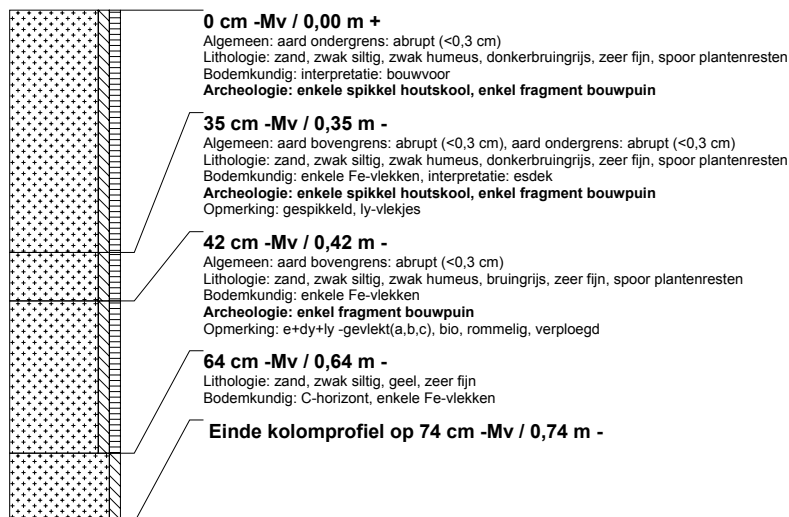 0 cm -Mv / 0,00 m +
Algemeen: aard ondergrens: abrupt (<0,3 cm)
Lithologie: zand, zwak siltig, zwak humeus, donkerbruingrijs, zeer fijn, spoor plantenresten
Bodemkundig: interpretatie: bouwvoor
Archeologie: enkele spikkel houtskool, enkel fragment bouwpuin
35 cm -Mv / 0,35 m -
Algemeen: aard bovengrens: abrupt (<0,3 cm), aard ondergrens: abrupt (<0,3 cm)
Lithologie: zand, zwak siltig, zwak humeus, donkerbruingrijs, zeer fijn, spoor plantenresten
Bodemkundig: enkele Fe-vlekken, interpretatie: esdek
Archeologie: enkele spikkel houtskool, enkel fragment bouwpuin
Opmerking: gespikkeld, ly-vlekjes
42 cm -Mv / 0,42 m -
Algemeen: aard bovengrens: abrupt (<0,3 cm)
Lithologie: zand, zwak siltig, zwak humeus, bruingrijs, zeer fijn, spoor plantenresten
Bodemkundig: enkele Fe-vlekken
Archeologie: enkel fragment bouwpuin
Opmerking: e+dy+ly -gevlekt(a,b,c), bio, rommelig, verploegd
64 cm -Mv / 0,64 m -
Lithologie: zand, zwak siltig, geel, zeer fijn
Bodemkundig: C-horizont, enkele Fe-vlekken
Einde kolomprofiel op 74 cm -Mv / 0,74 m -